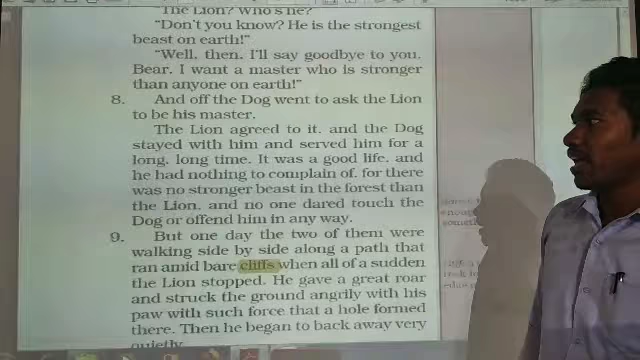 "The Lion? Who's he?"
"Don't you know? He is the strongest
beast on earth!"
"Well, then, I'll say goodbye to you,
Bear. I want a master who is stronger
than anyone on earth!"
8. And off the Dog went to ask the Lion
to be his master.
The Lion agreed to it, and the Dog
stayed with him and served him for a
long, long time. It was a good life, and
he had nothing to complain of, for there
was no stronger beast in the forest than
the Lion, and no one dared touch the
Dog or offend him in any way.
9. But one day the two of them were
walking side by side along a path that
ran amid bare cliffs when all of a sudden
the Lion stopped. He gave a great roar
and struck the ground angrily with his
paw with such force that a hole formed
there. Then he began to back away very
quietly.